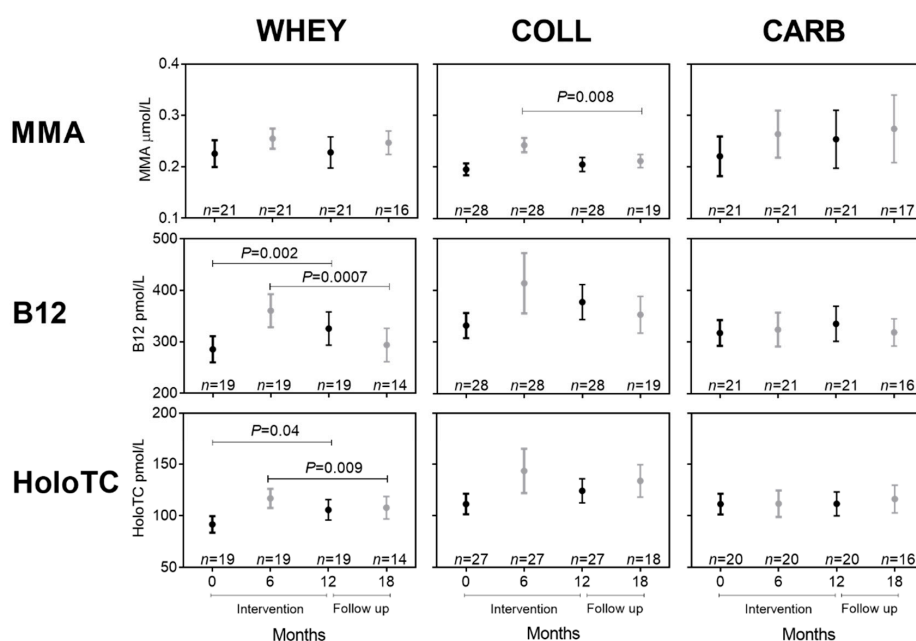 WHEY COLL CARB
MMA
MMA μmol/L
0.4
0.3
0.2
0.1
P=0.008
n=21 n=21 n=21 n=16
n=28 n=28 n=28 n=19
n=21 n=21 n=21 n=17
B12
B12 pmol/L
500
400
300
200
P=0.002
P=0.0007
n=19 n=19 n=19 n=14
n=28 n=28 n=28 n=19
n=21 n=21 n=21 n=16
HoloTC
HoloTC pmol/L
200
150
100
50
P=0.04
P=0.009
n=19 n=19 n=19 n=14
n=27 n=27 n=27 n=18
n=20 n=20 n=20 n=16
0 6 12 18 0 6 12 18 0 6 12 18
Intervention Follow up Intervention Follow up Intervention Follow up
Months Months Months